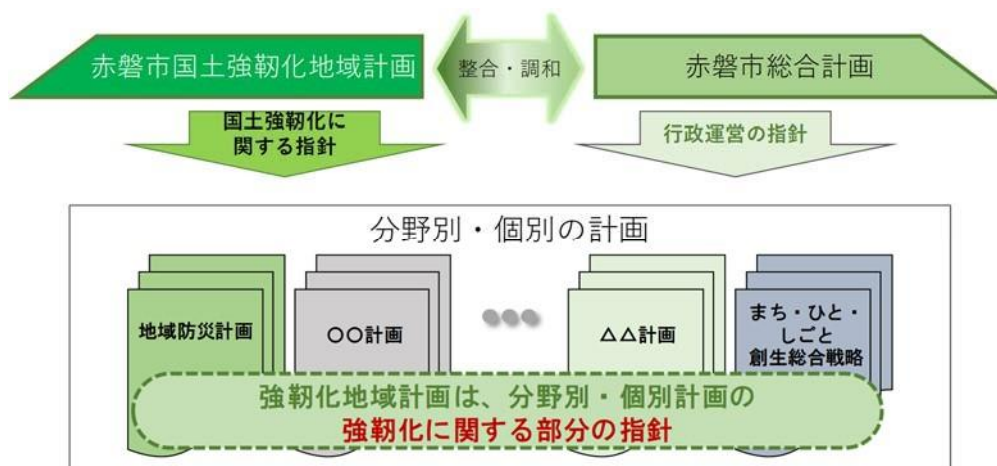 赤磐市国土強靭化地域計画
整合・調和
赤磐市総合計画
国土強靭化に
関する指針
行政運営の指針
分野別・個別の計画
地域防災計画
〇〇計画
△△計画
まち・ひと・
しごと
創生総合戦略
強靭化地域計画は、分野別・個別計画の
強靭化に関する部分の指針